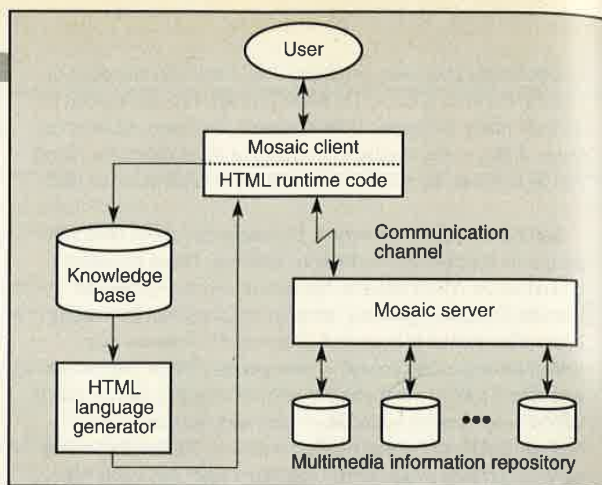 User
Mosaic client
HTML runtime code
Communication
channel
Knowledge
base
Mosaic server
HTML
language
generator
Multimedia information repository